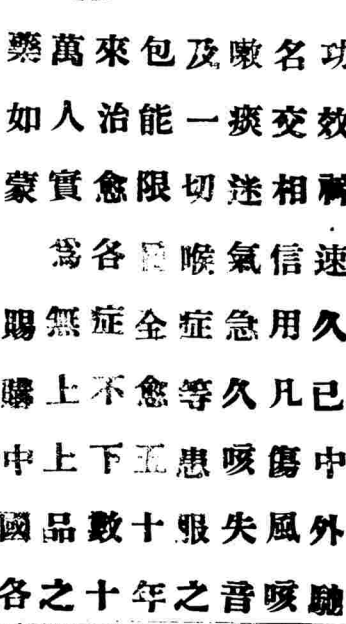 功效神速久已中外馳
名交相信用凡傷風咳
嗽痰迷氣急久咳失音
及一切喉症等患服之
包能限全愈五十年
來治愈各症不下數十
萬人實為無上上品之
藥如蒙 賜購中國各